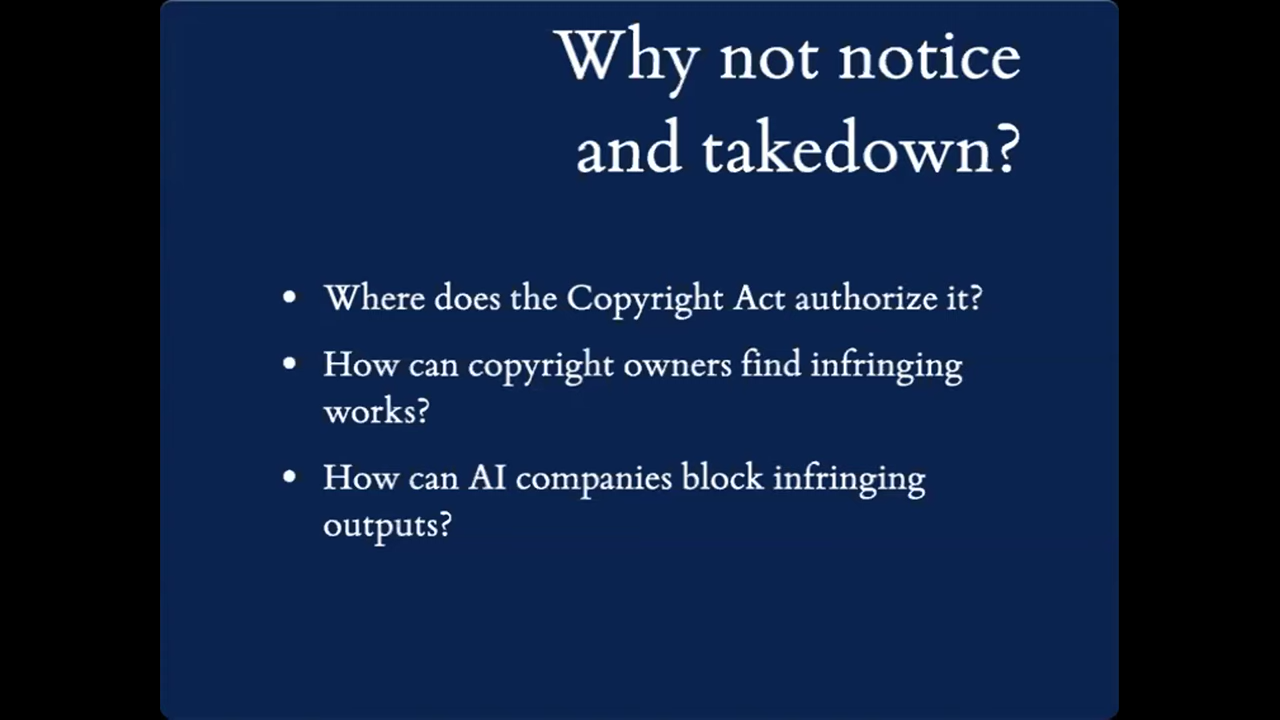 Why not notice
and takedown?
• Where does the Copyright Act authorize it?
• How can copyright owners find infringing
works?
• How can AI companies block infringing
outputs?